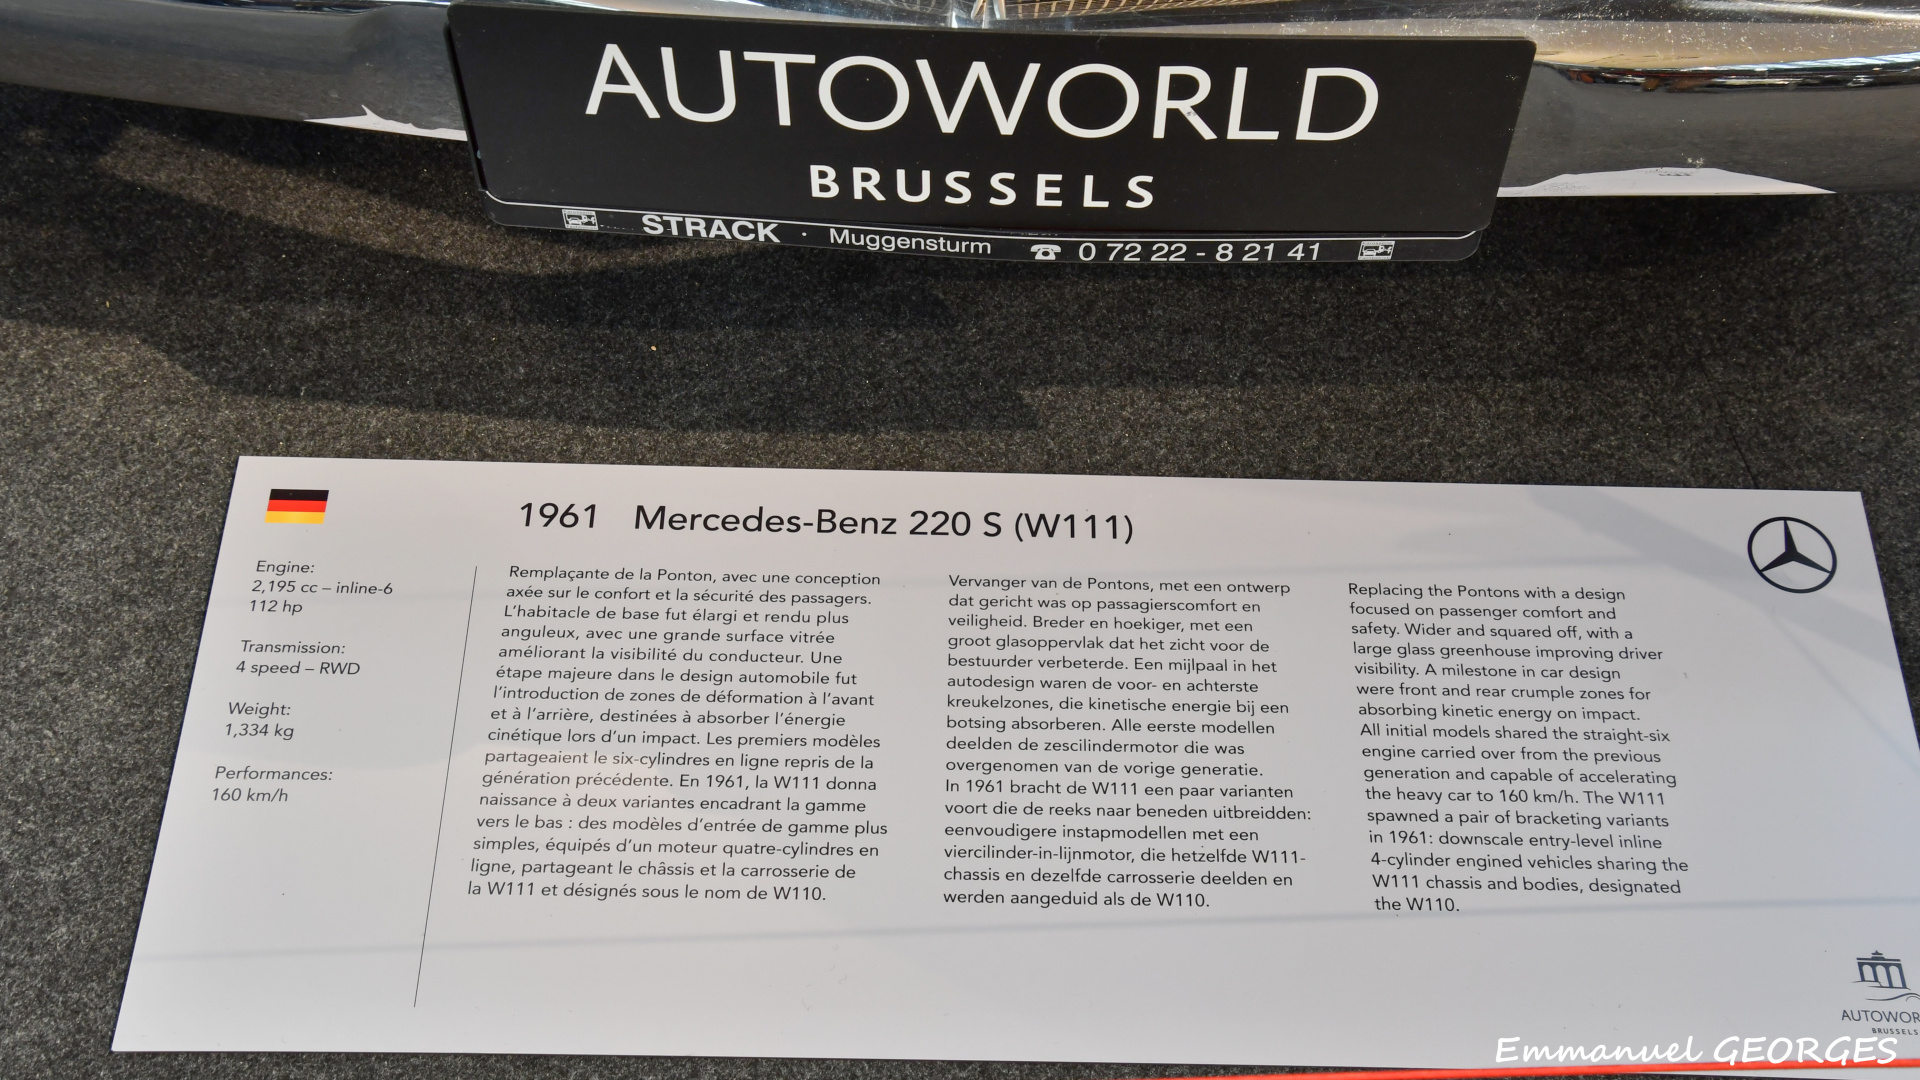 AUTOWORLD
BRUSSELS
STRACK · Muggensturm ☎ 0 72 22 - 8 21 41
1961 Mercedes-Benz 220 S (W111)
Engine:
2,195 cc – inline-6
112 hp
Transmission:
4 speed – RWD
Weight:
1,334 kg
Performances:
160 km/h
Remplaçante de la Ponton, avec une conception
axée sur le confort et la sécurité des passagers.
L'habitacle de base fut élargi et rendu plus
anguleux, avec une grande surface vitrée
améliorant la visibilité du conducteur. Une
étape majeure dans le design automobile fut
l'introduction de zones de déformation à l'avant
et à l'arrière, destinées à absorber l'énergie
cinétique lors d'un impact. Les premiers modèles
partageaient le six-cylindres en ligne repris de la
génération précédente. En 1961, la W111 donna
naissance à deux variantes encadrant la gamme
vers le bas : des modèles d'entrée de gamme plus
simples, équipés d'un moteur quatre-cylindres en
ligne, partageant le châssis et la carrosserie de
la W111 et désignés sous le nom de W110.
Vervanger van de Pontons, met een ontwerp
dat gericht was op passagierscomfort en
veiligheid. Breder en hoekiger, met een
groot glasoppervlak dat het zicht voor de
bestuurder verbeterde. Een mijlpaal in het
autodesign waren de voor- en achterste
kreukelzones, die kinetische energie bij een
botsing absorberen. Alle eerste modellen
deelden de zescilindermotor die was
overgenomen van de vorige generatie.
In 1961 bracht de W111 een paar varianten
voort die de reeks naar beneden uitbreidden:
eenvoudigere instapmodellen met een
viercilinder-in-lijnmotor, die hetzelfde W111-
chassis en dezelfde carrosserie deelden en
werden aangeduid als de W110.
Replacing the Pontons with a design
focused on passenger comfort and
safety. Wider and squared off, with a
large glass greenhouse improving driver
visibility. A milestone in car design
were front and rear crumple zones for
absorbing kinetic energy on impact.
All initial models shared the straight-six
engine carried over from the previous
generation and capable of accelerating
the heavy car to 160 km/h. The W111
spawned a pair of bracketing variants
in 1961: downscale entry-level inline
4-cylinder engined vehicles sharing the
W111 chassis and bodies, designated
the W110.
AUTOWOR
BRUSSELS
Emmanuel GEORGES